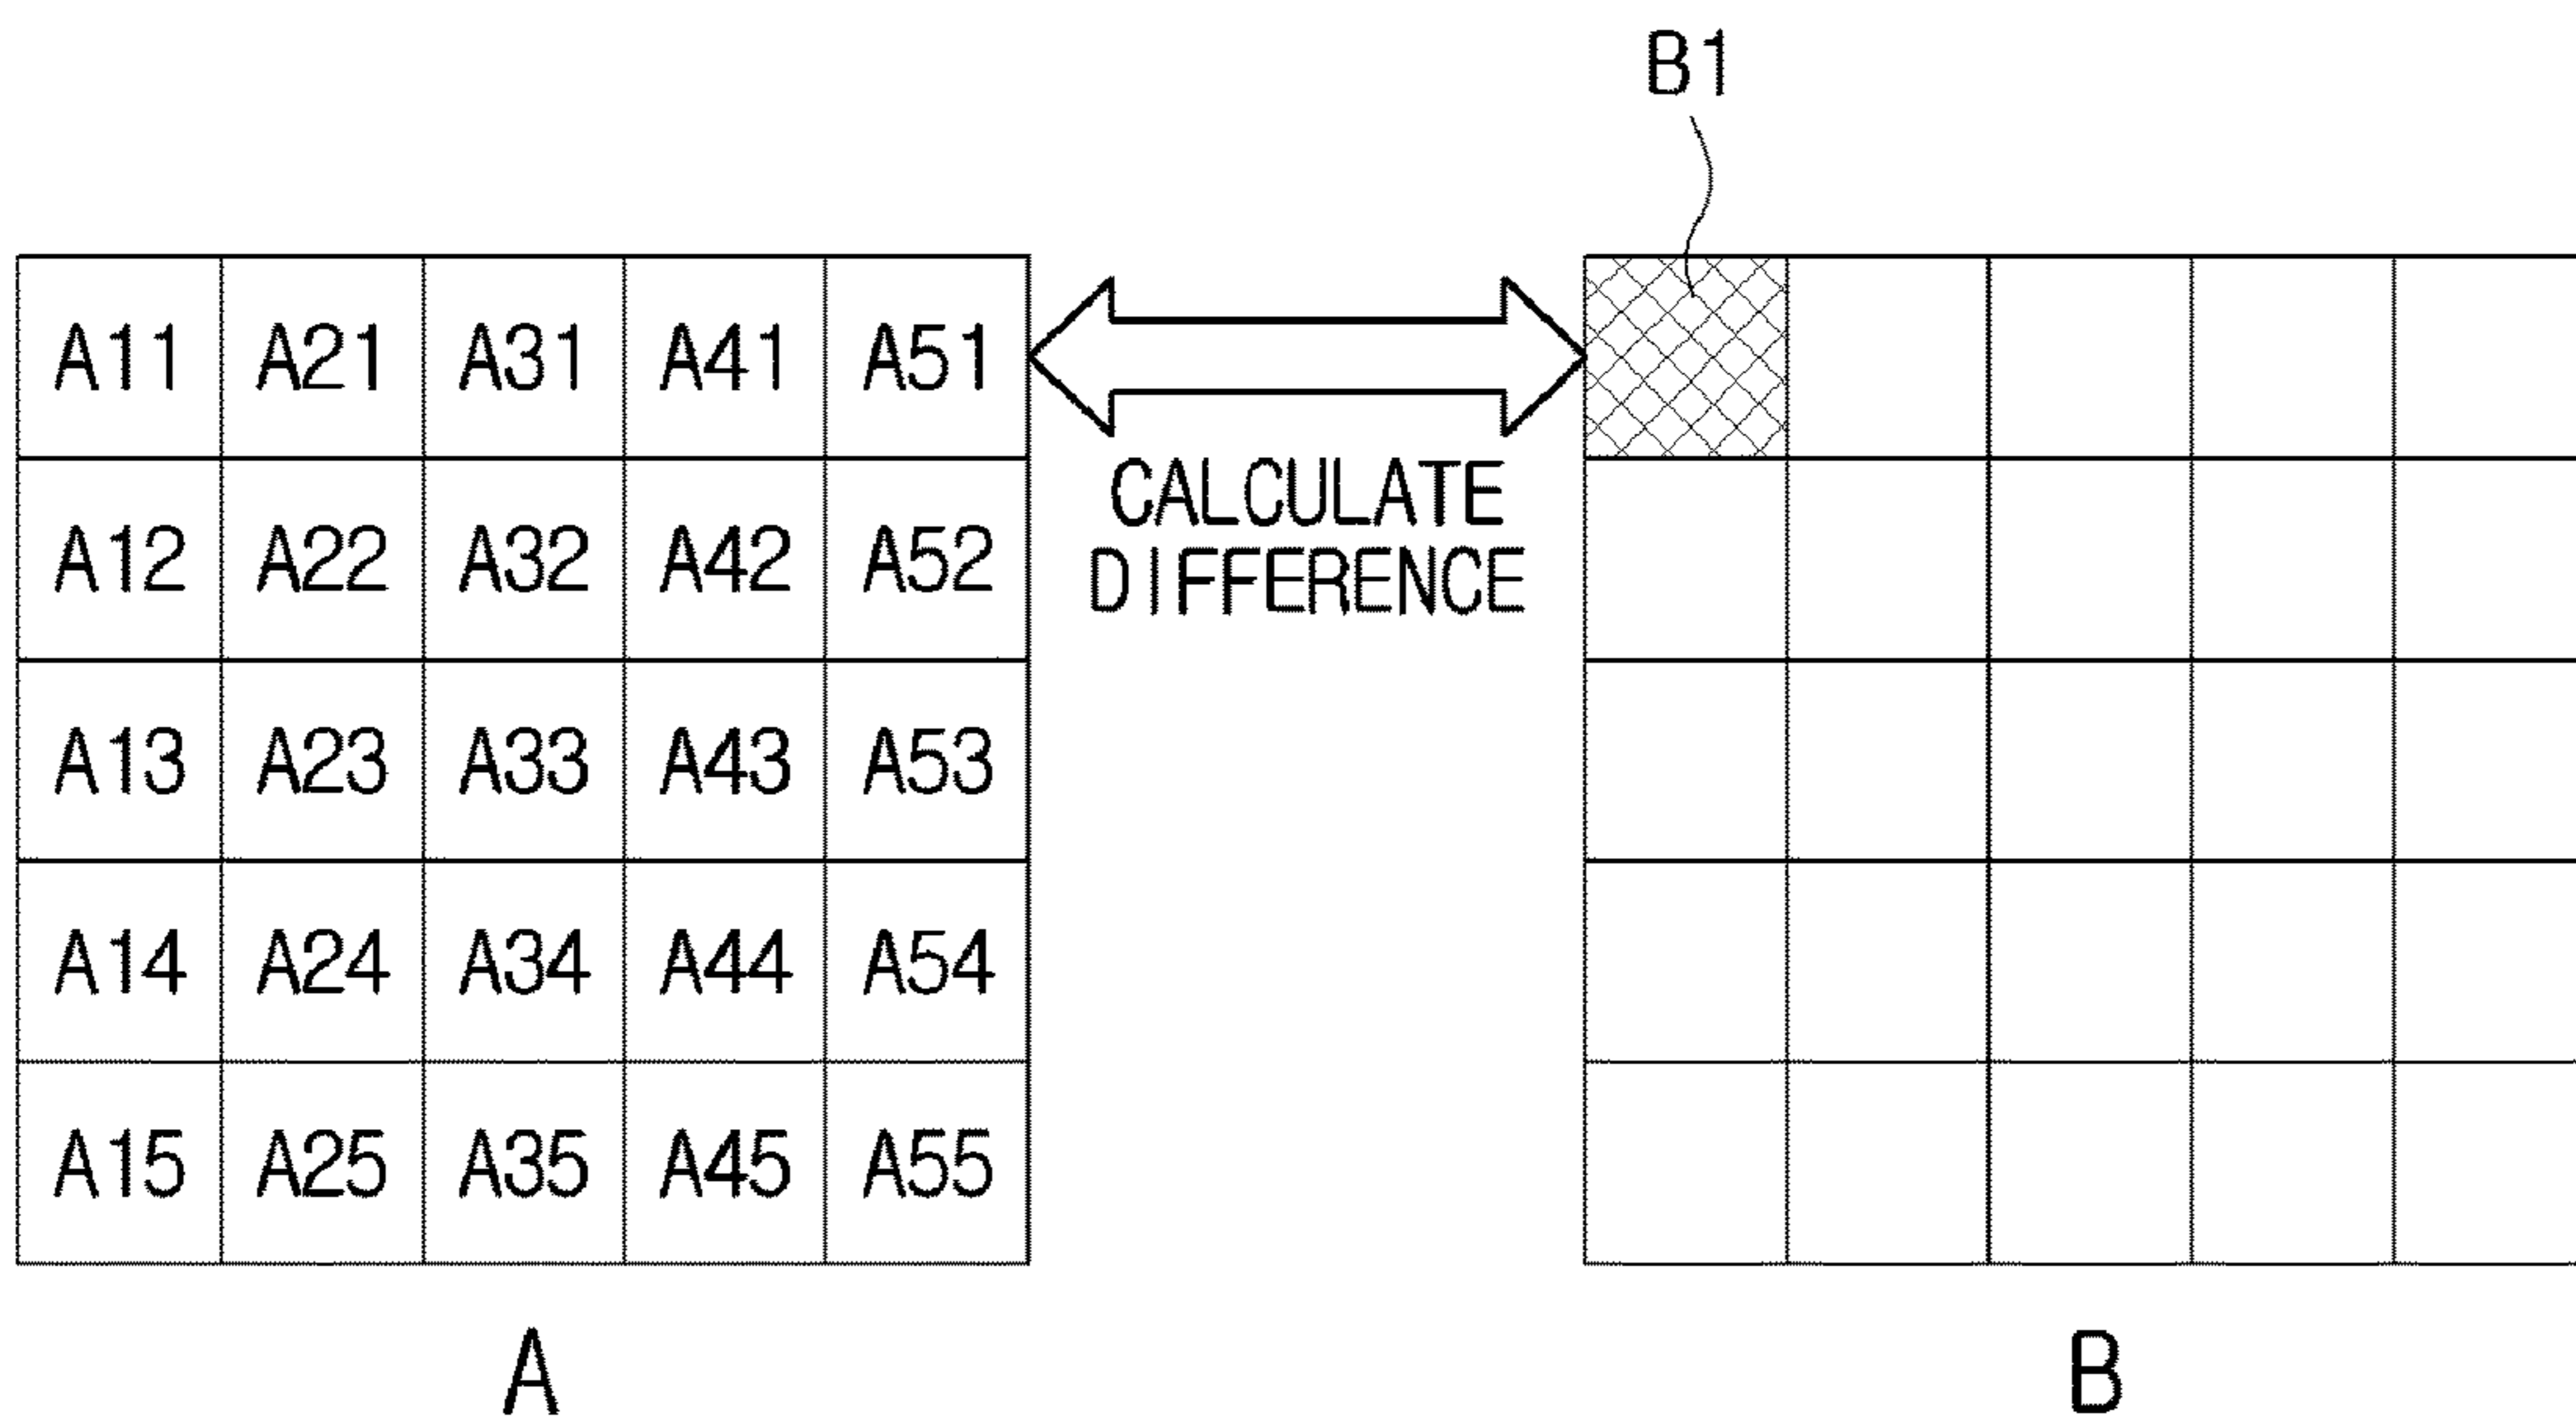 B1
A11 A21 A31 A41 A51
CALCULATE
DIFFERENCE
A12 A22 A32 A42 A52
A13 A23 A33 A43 A53
A14 A24 A34 A44 A54
A15 A25 A35 A45 A55
A
B